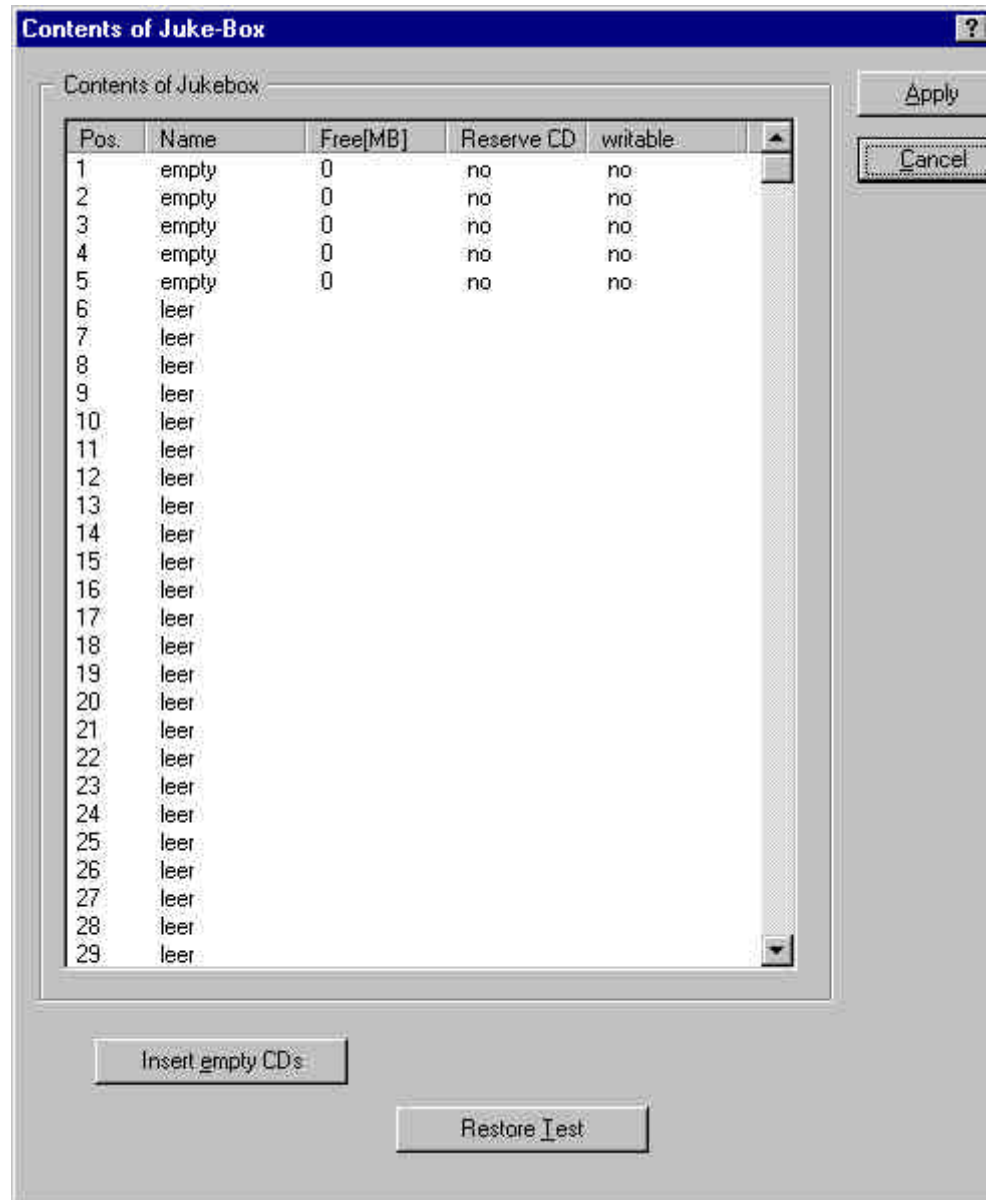 Contents of Juke-Box ?
Contents of Jukebox
Apply
Cancel
Pos. Name Free[MB] Reserve CD writable
1 empty 0 no no
2 empty 0 no no
3 empty 0 no no
4 empty 0 no no
5 empty 0 no no
6 leer
7 leer
8 leer
9 leer
10 leer
11 leer
12 leer
13 leer
14 leer
15 leer
16 leer
17 leer
18 leer
19 leer
20 leer
21 leer
22 leer
23 leer
24 leer
25 leer
26 leer
27 leer
28 leer
29 leer
Insert empty CDs
Restore Test